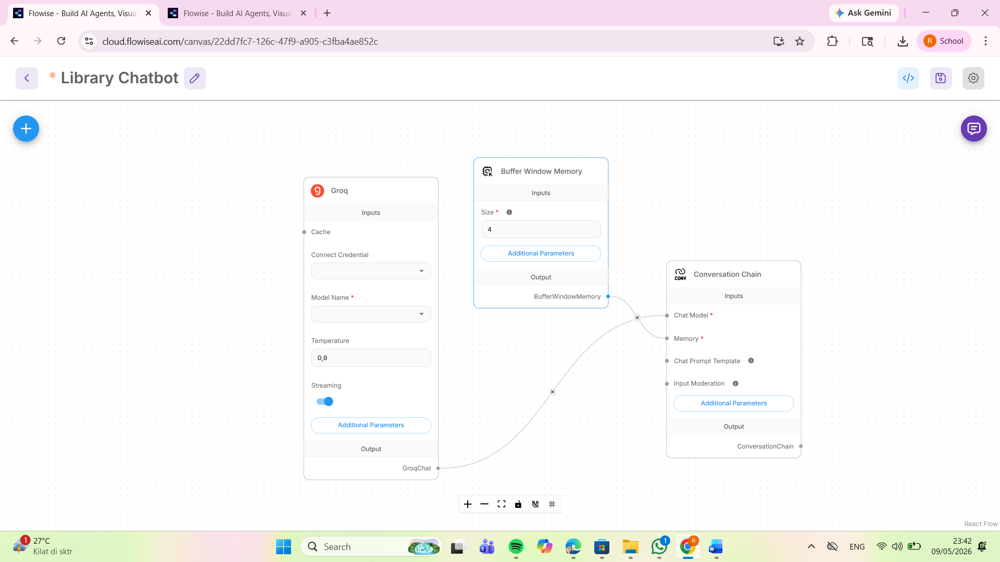 Flowise - Build AI Agents, Visua
Flowise - Build AI Agents, Visua
Ask Gemini
cloud.flowiseai.com/canvas/22dd7fc7-126c-47f9-a905-c3fba4ae852c
R School
* Library Chatbot
Groq
Inputs
Cache
Connect Credential
Model Name *
Temperature
0,9
Streaming
Additional Parameters
Output
GroqChat
Buffer Window Memory
Inputs
Size *
4
Additional Parameters
Output
BufferWindowMemory
CONV
Conversation Chain
Inputs
Chat Model *
Memory *
Chat Prompt Template
Input Moderation
Additional Parameters
Output
ConversationChain
React Flow
1
27°C
Kilat di sktr
Search
1
R
ENG
23:42
09/05/2026